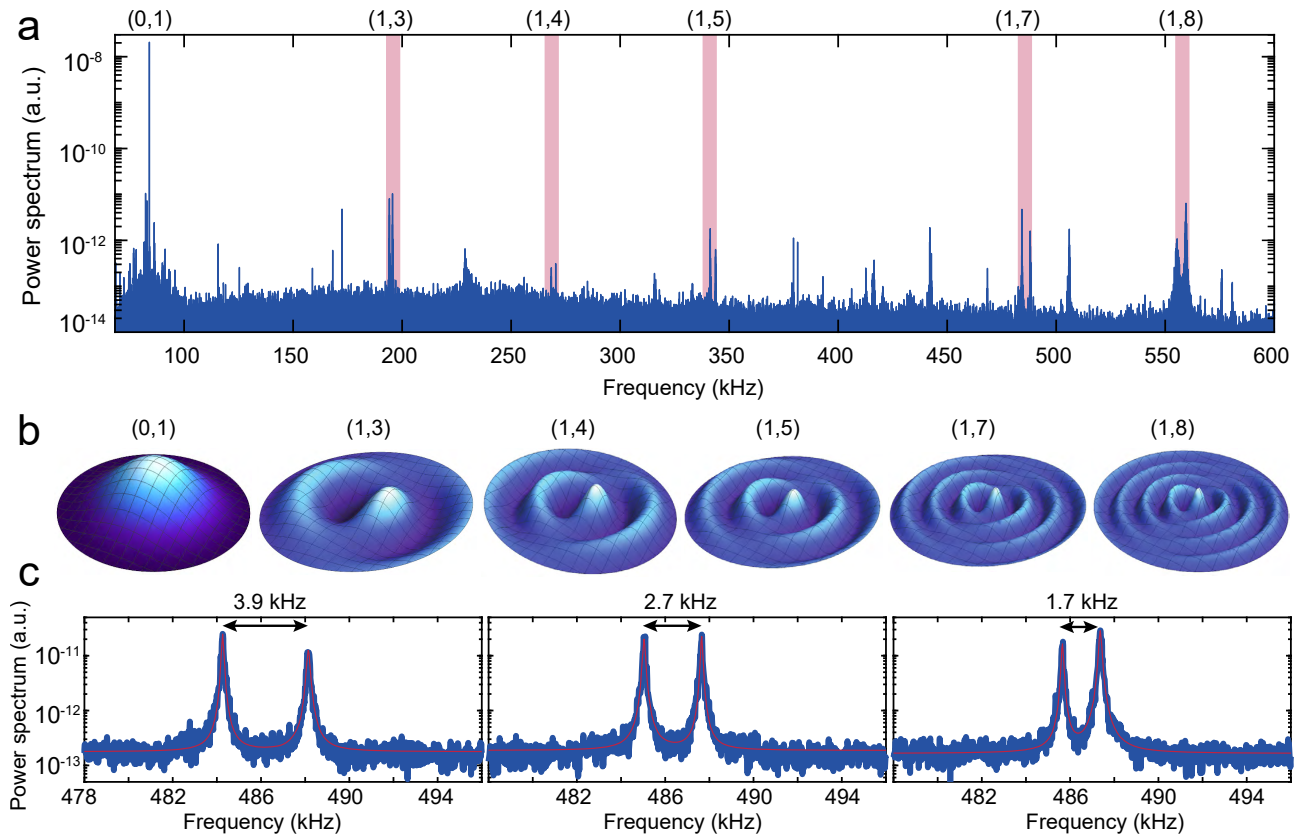 a
(0,1) (1,3) (1,4) (1,5) (1,7) (1,8)
Power spectrum (a.u.)
10⁻⁸
10⁻¹⁰
10⁻¹²
10⁻¹⁴
100 150 200 250 300 350 400 450 500 550 600
Frequency (kHz)
b
(0,1) (1,3) (1,4) (1,5) (1,7) (1,8)
c
3.9 kHz 2.7 kHz 1.7 kHz
Power spectrum (a.u.)
10⁻¹¹
10⁻¹²
10⁻¹³
478 482 486 490 494 482 486 490 494 482 486 490 494
Frequency (kHz) Frequency (kHz) Frequency (kHz)